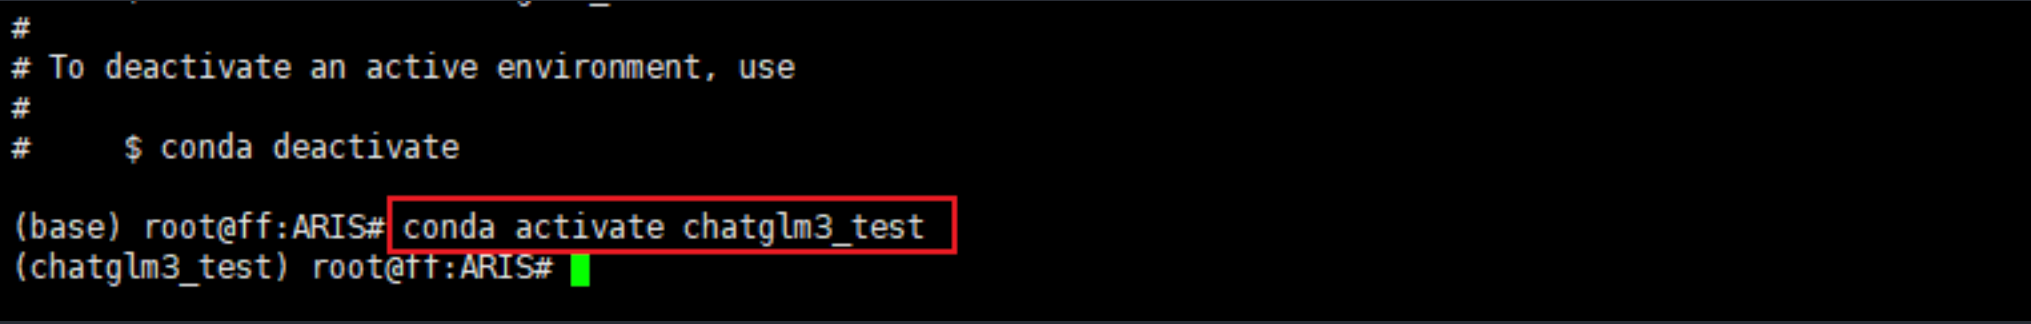 #
# To deactivate an active environment, use
#
#     $ conda deactivate
(base) root@ff:ARIS# conda activate chatglm3_test
(chatglm3_test) root@ff:ARIS#